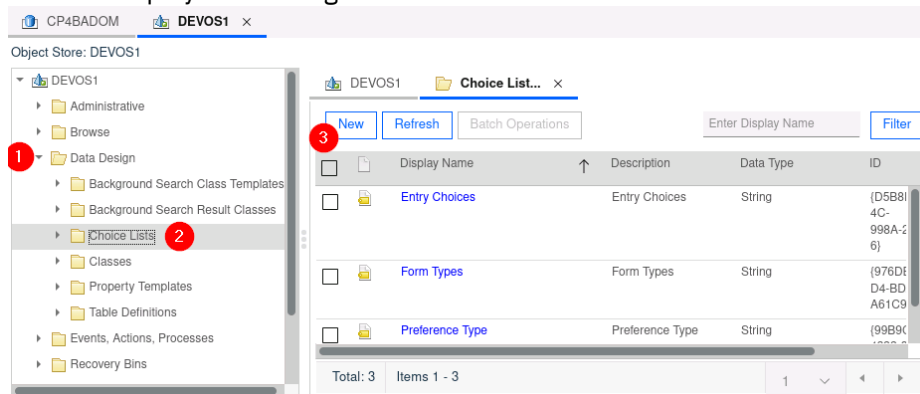 CP4BADOM DEVOS1 ×
Object Store: DEVOS1
DEVOS1
Administrative
Browse
1 Data Design
Background Search Class Templates
Background Search Result Classes
Choice Lists 2
Classes
Property Templates
Table Definitions
Events, Actions, Processes
Recovery Bins
DEVOS1 Choice List... ×
New Refresh Batch Operations Enter Display Name Filter
3
Display Name Description Data Type ID
Entry Choices Entry Choices String {D5B8
4C-
998A-2
6}
Form Types Form Types String {976DE
D4-BD
A61C9
Preference Type Preference Type String {99B9
Total: 3 Items 1 - 3 1